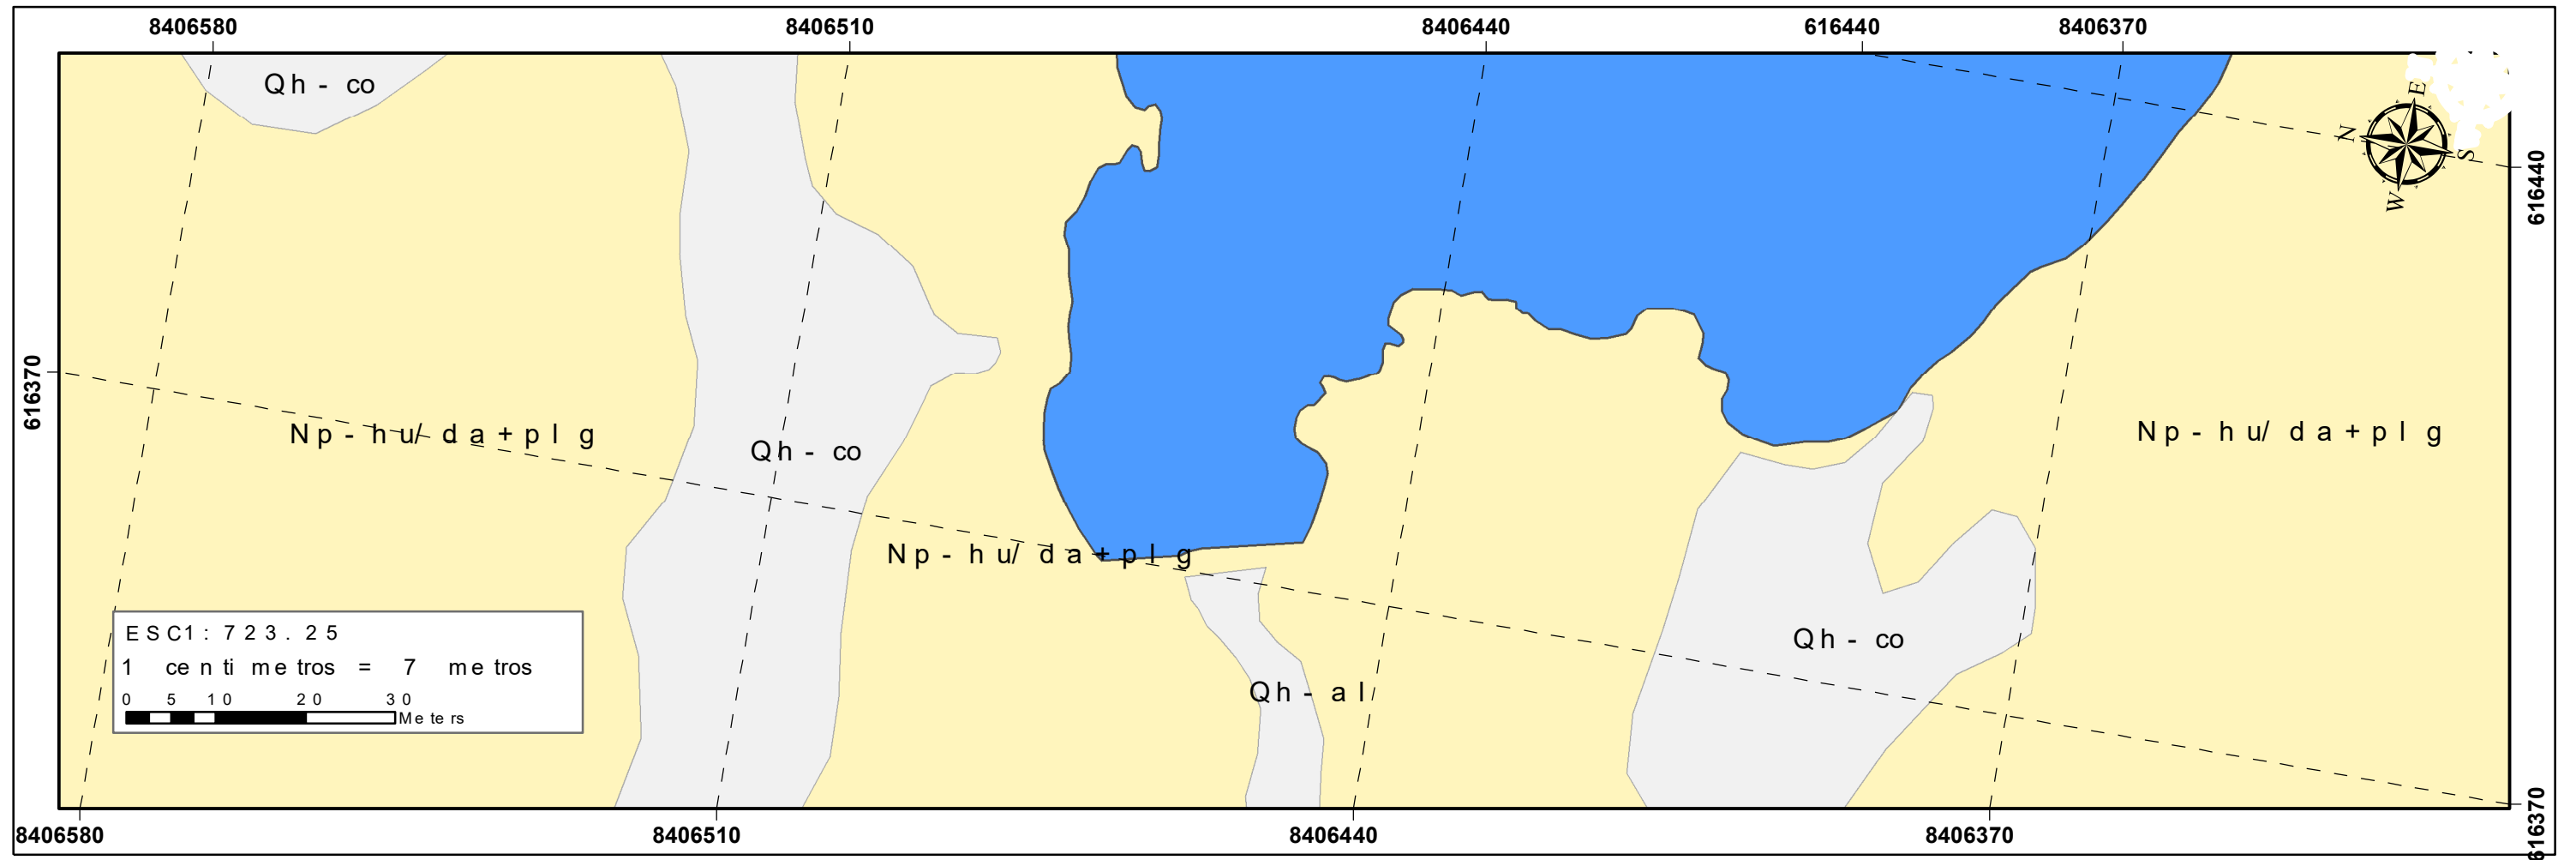 8406580 8406510 8406440 616440 8406370
Qh - co
E
N
S
W
616440
616370
Np - hu/ da+plg
Qh - co
Np - hu/ da+plg
Np - hu/ da+plg
ESC1: 723.25
1 centimetros = 7 metros
0 5 10 20 30
Meters
Qh - co
Qh - al
616370
8406580 8406510 8406440 8406370